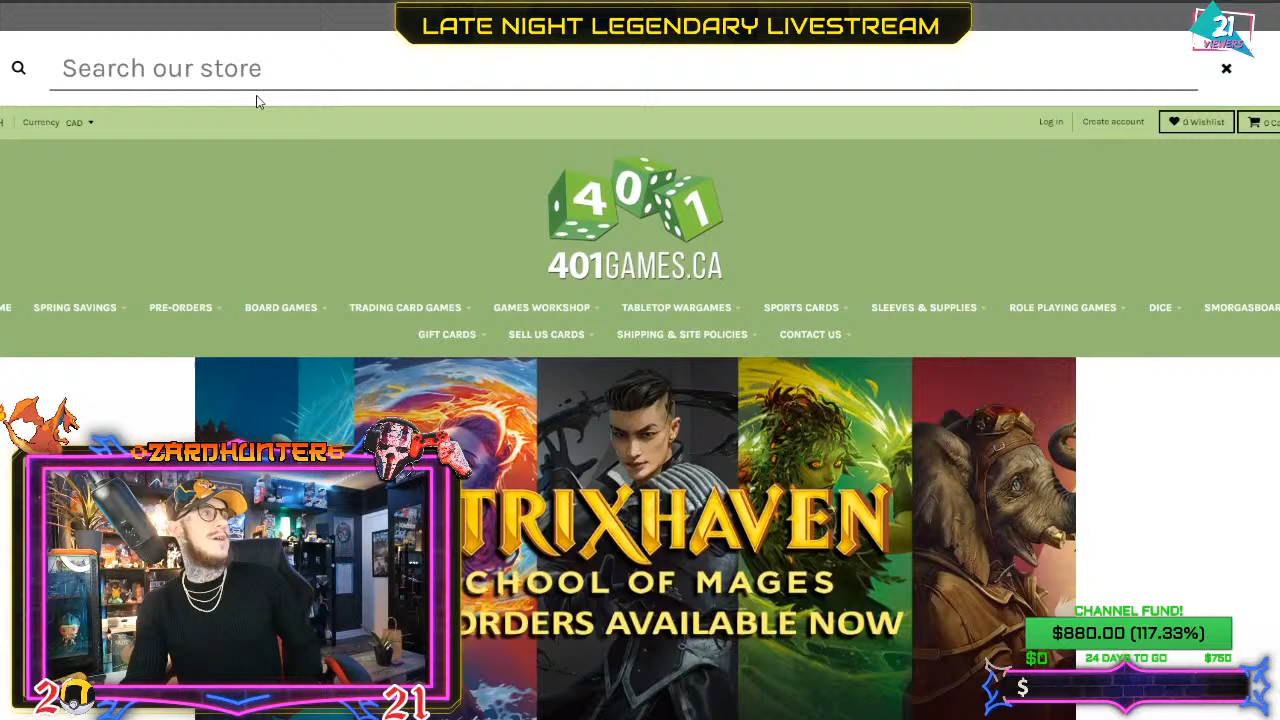 LATE NIGHT LEGENDARY LIVESTREAM
21
VIEWERS
Search our store
Currency CAD
Log in
Create account
0 Wishlist
0
401
401GAMES.CA
SPRING SAVINGS
PRE-ORDERS
BOARD GAMES
TRADING CARD GAMES
GAMES WORKSHOP
TABLETOP WARGAMES
SPORTS CARDS
SLEEVES & SUPPLIES
ROLE PLAYING GAMES
DICE
SMORGASBOAR
GIFT CARDS
SELL US CARDS
SHIPPING & SITE POLICIES
CONTACT US
TRIXHAVEN
CHOOL OF MAGES
ORDERS AVAILABLE NOW
ZARDHUNTER
20
21
CHANNEL FUND!
$880.00 (117.33%)
$0
24 DAYS TO GO
$750
$